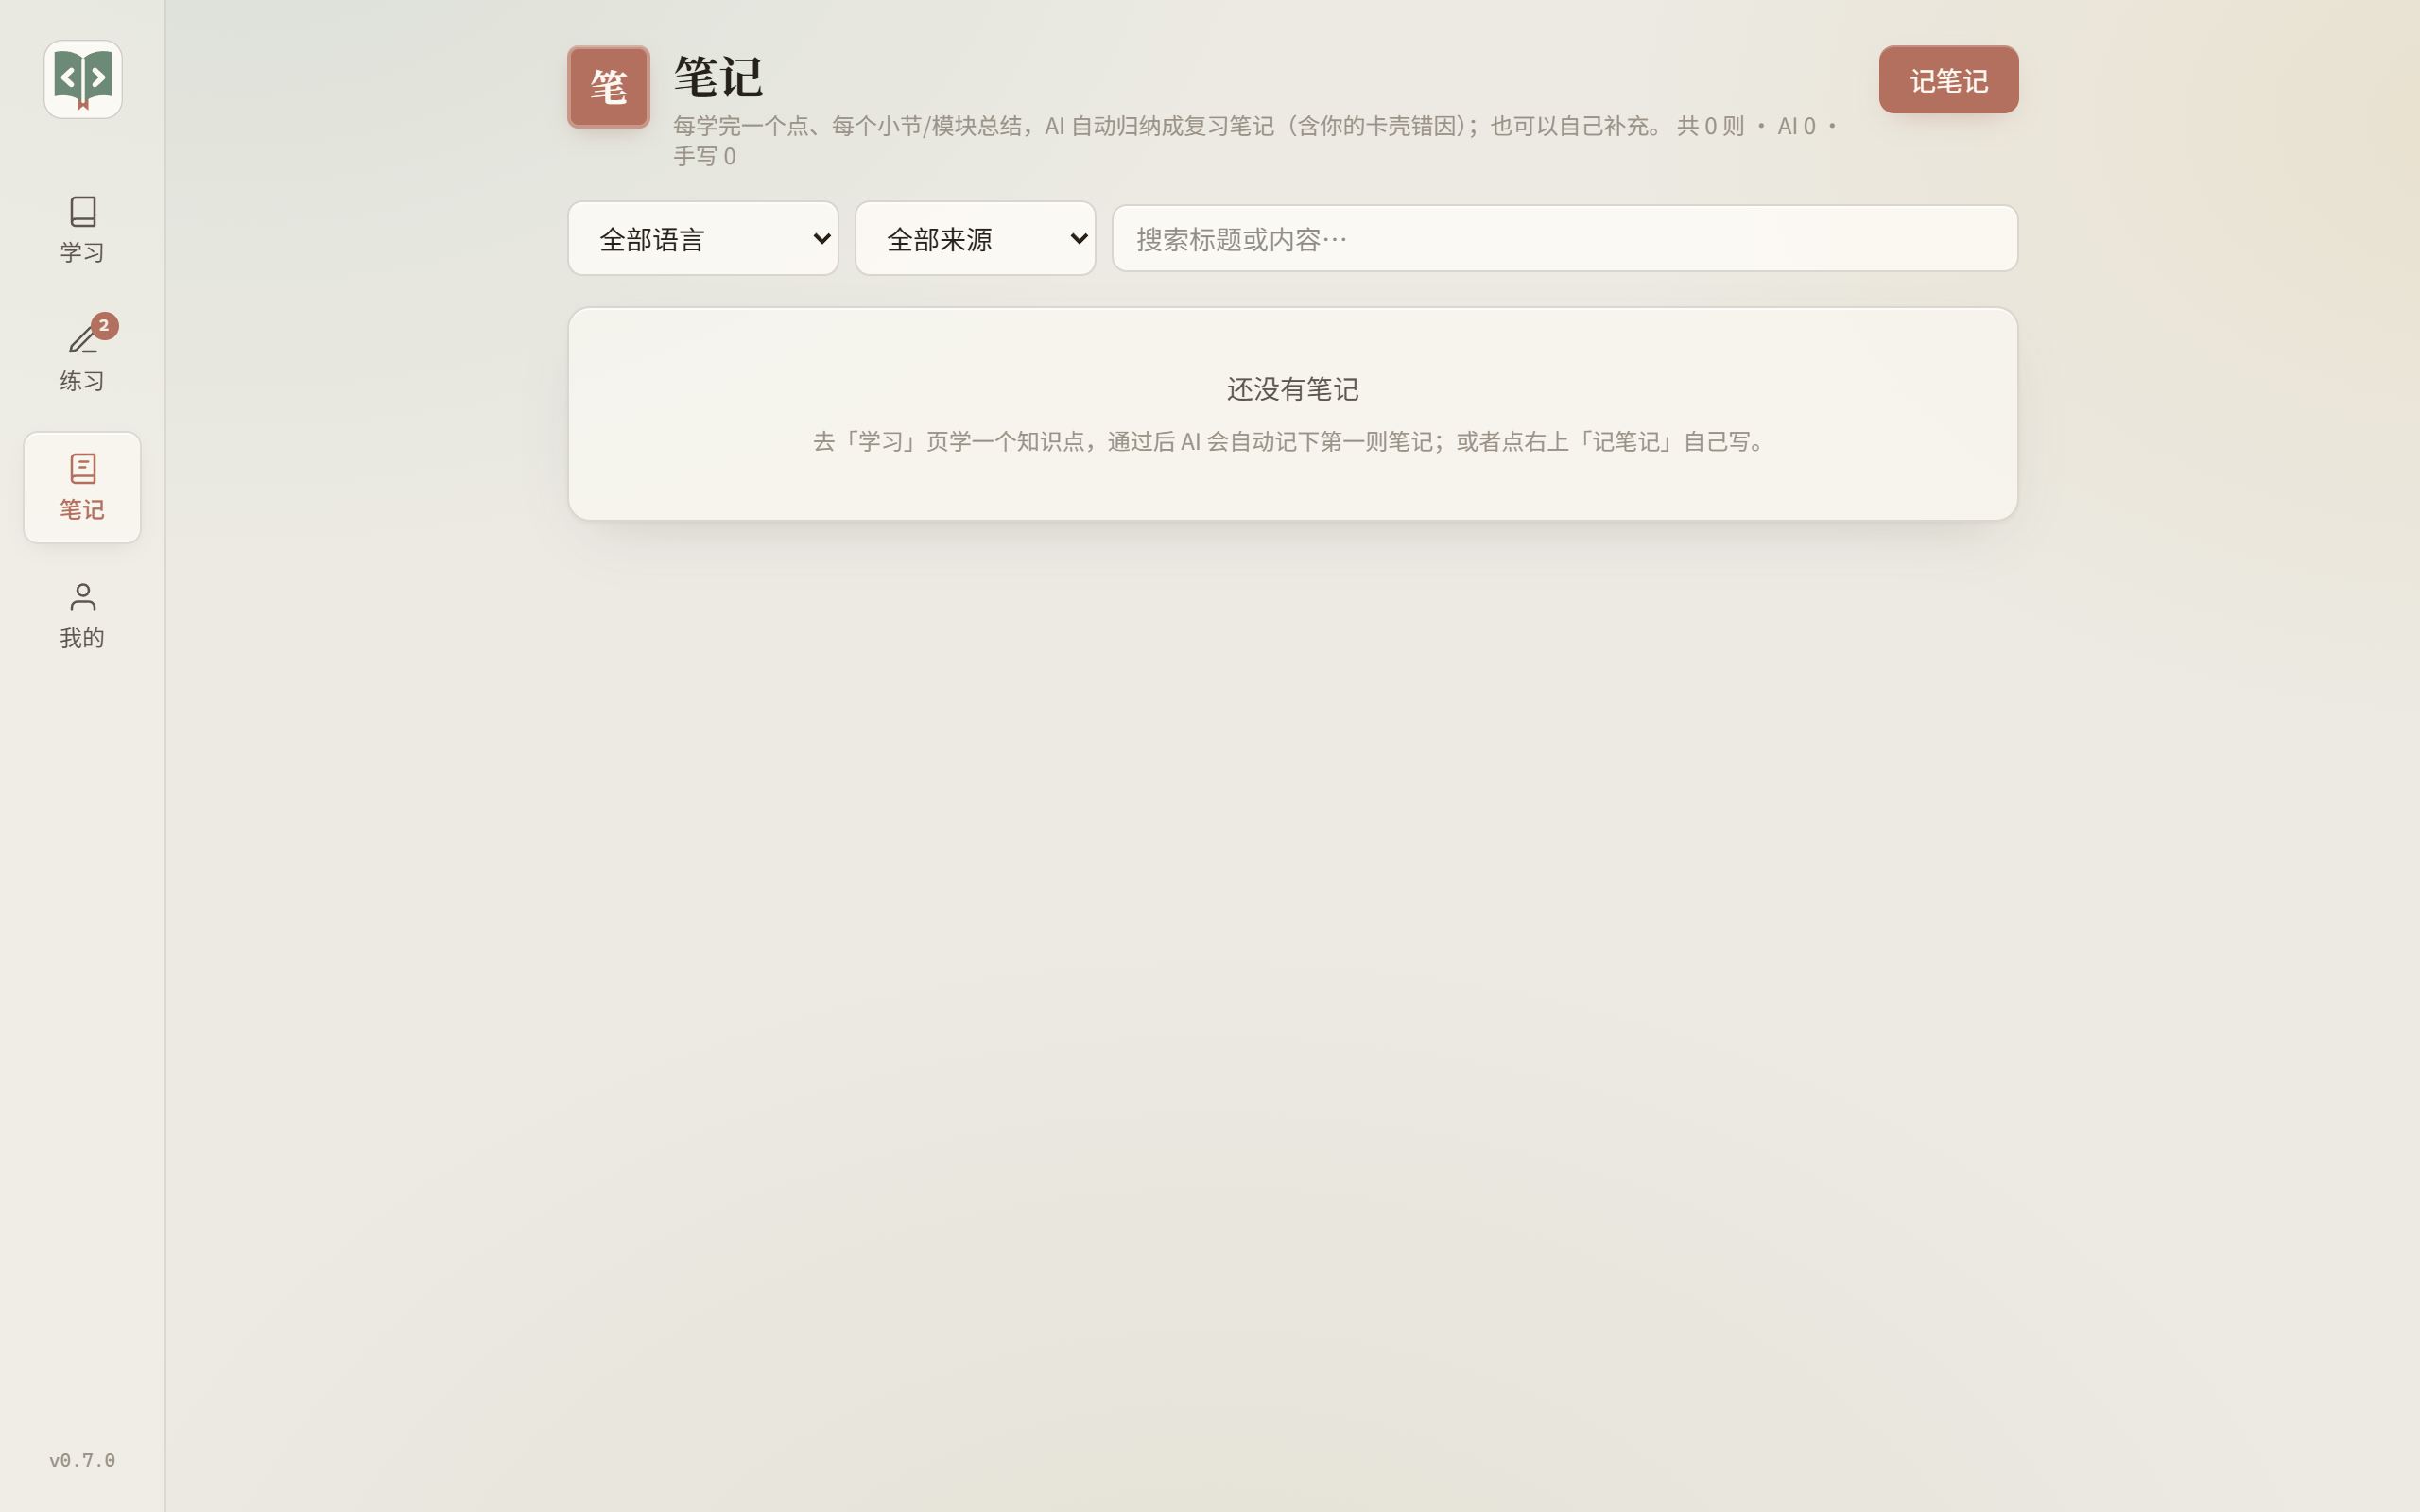 学习
2
练习
笔记
我的
v0.7.0
笔
笔记
每学完一个点、每个小节/模块总结，AI 自动归纳成复习笔记（含你的卡壳错因）；也可以自己补充。 共 0 则 · AI 0 ·
手写 0
记笔记
全部语言
全部来源
搜索标题或内容…
还没有笔记
去「学习」页学一个知识点，通过后 AI 会自动记下第一则笔记；或者点右上「记笔记」自己写。